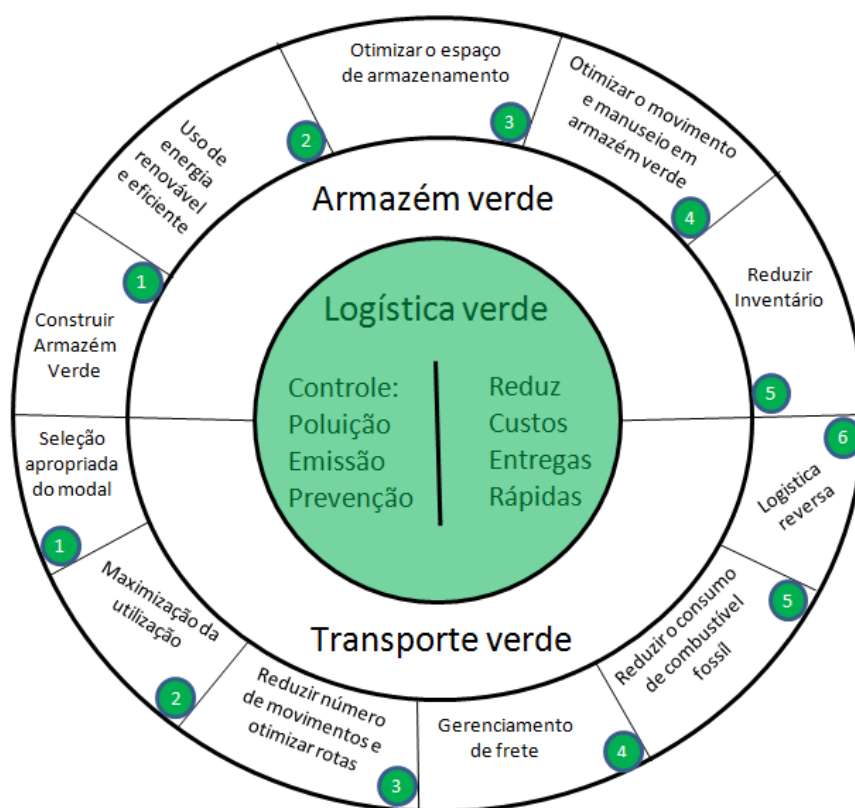 Otimizar o espaço
de armazenamento
2
3
Otimizar o movimento
e manuseio em
armazém verde
4
Uso de
energia
renovável
e eficiente
1
Armazém verde
Reduzir
Inventário
5
Construir
Armazém
Verde
Logística verde
Controle:
Poluição
Emissão
Prevenção
Reduz
Custos
Entregas
Rápidas
Seleção
apropriada
do modal
1
6
Logistica
reversa
5
Maximização da
utilização
2
Transporte verde
Reduzir o consumo
de combustível
fossíl
Reduzir número
de movimentos e
otimizar rotas
3
Gerenciamento
de frete
4